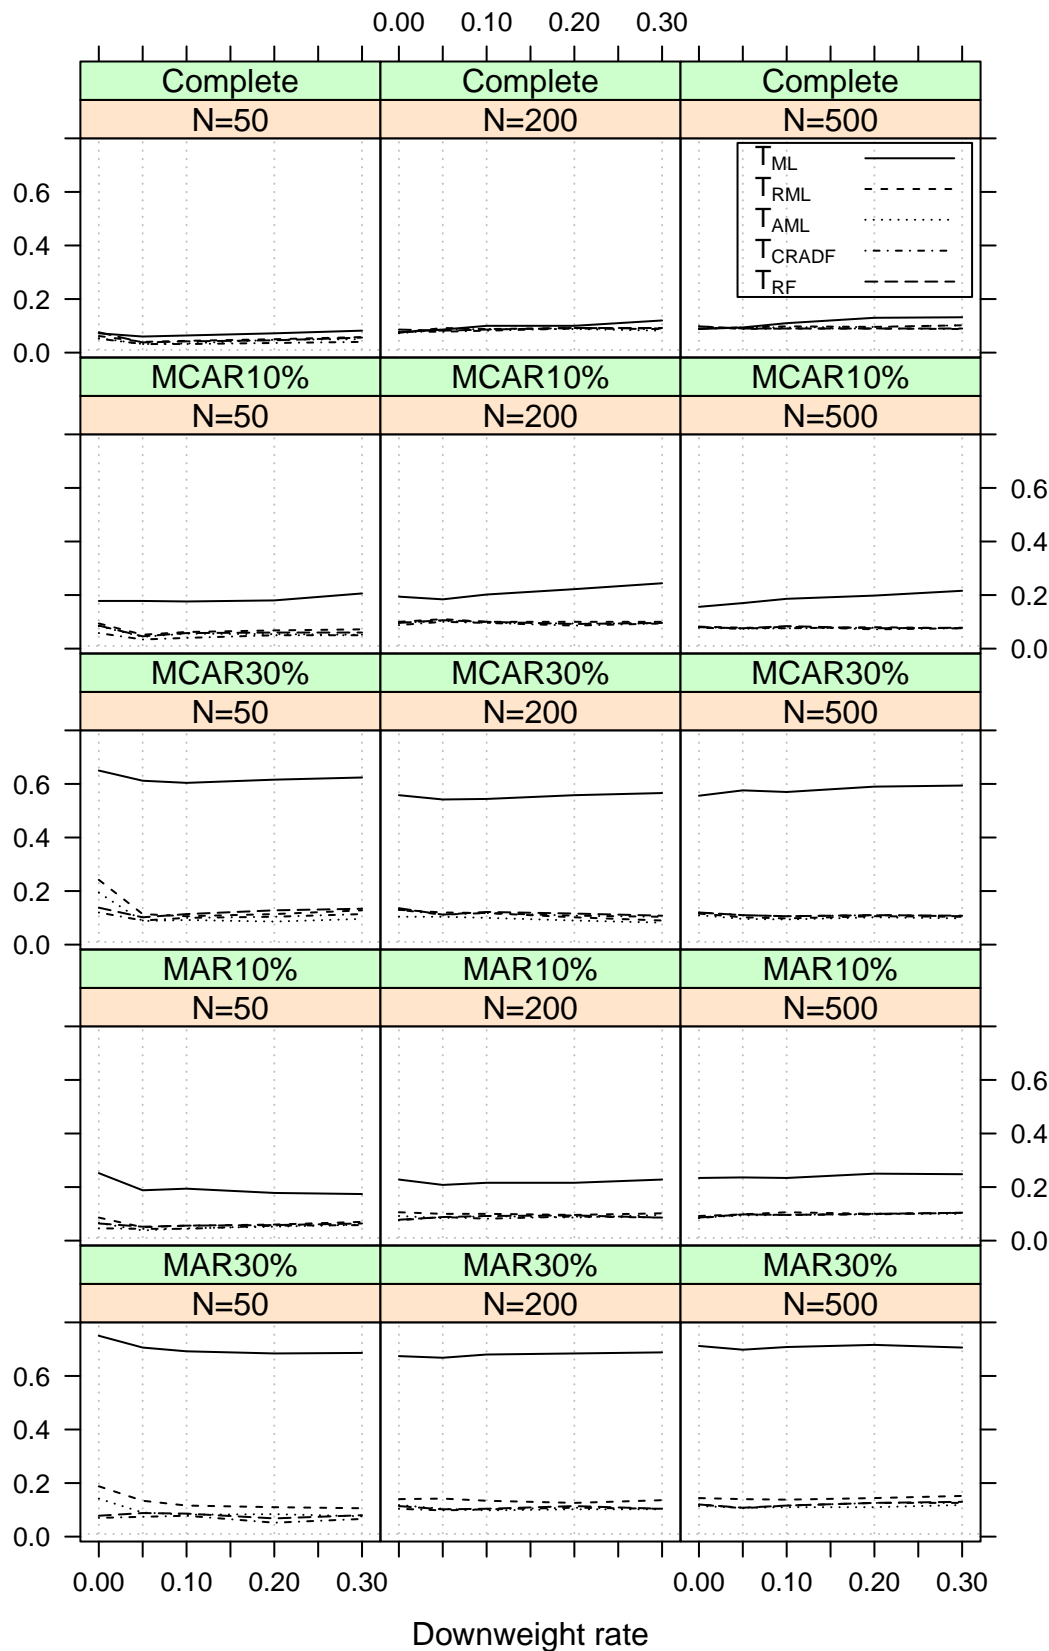 0.00 0.10 0.20 0.30
Complete Complete Complete
N=50 N=200 N=500
T_ML
T_RML
T_AML
T_CRADF
T_RF
0.6
0.4
0.2
0.0
MCAR10% MCAR10% MCAR10%
N=50 N=200 N=500
0.6
0.4
0.2
0.0
MCAR30% MCAR30% MCAR30%
N=50 N=200 N=500
0.6
0.4
0.2
0.0
MAR10% MAR10% MAR10%
N=50 N=200 N=500
0.6
0.4
0.2
0.0
MAR30% MAR30% MAR30%
N=50 N=200 N=500
0.6
0.4
0.2
0.0
0.00 0.10 0.20 0.30 0.00 0.10 0.20 0.30
Downweight rate